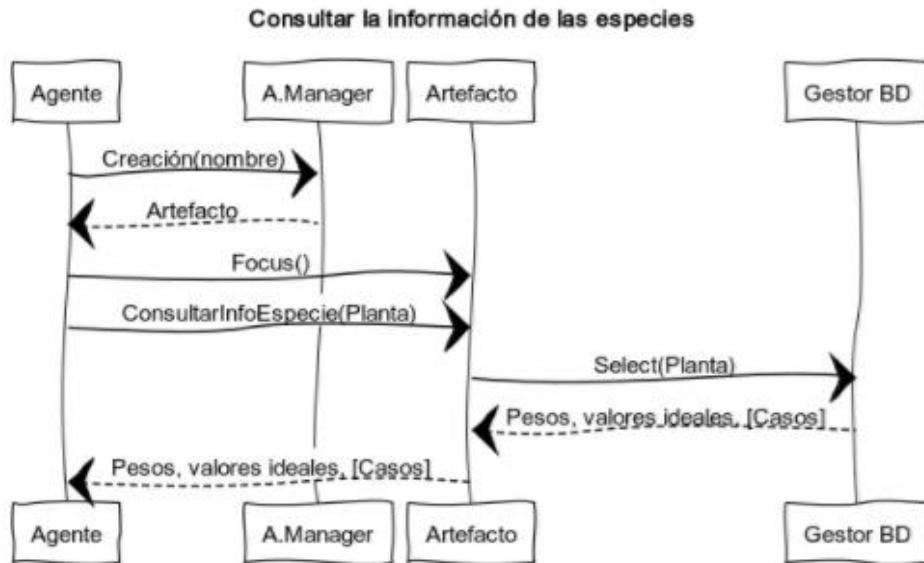 Consultar la información de las especies
Agente A.Manager Artefacto Gestor BD
Creación(nombre)
Artefacto
Focus()
ConsultarInfoEspecie(Planta)
Select(Planta)
Pesos, valores ideales, [Casos]
Pesos, valores ideales, [Casos]
Agente A.Manager Artefacto Gestor BD